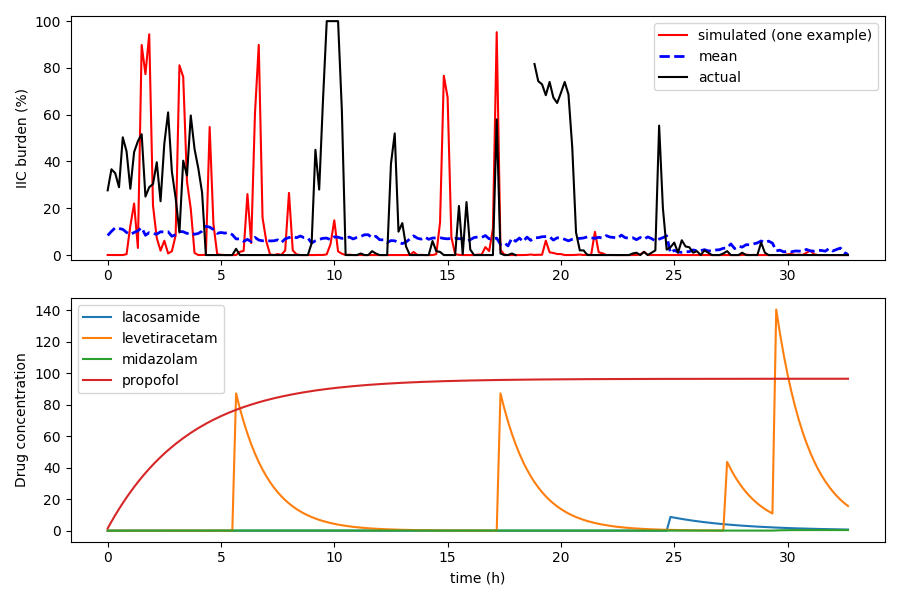 100
80
60
40
20
0
IIC burden (%)
simulated (one example)
mean
actual
0 5 10 15 20 25 30
140
120
100
80
60
40
20
0
Drug concentration
lacosamide
levetiracetam
midazolam
propofol
0 5 10 15 20 25 30
time (h)